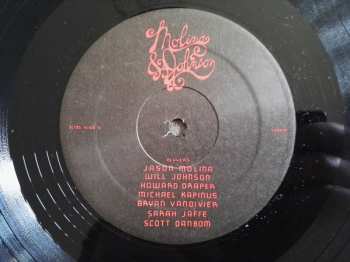 Molina
& Johnson
PLAYERS
JASON MOLINA
WILL JOHNSON
HOWARD DRAPER
MICHAEL KAPINUS
BRYAN VANDIVIER
SARAH JAFFE
SCOTT DANBOM